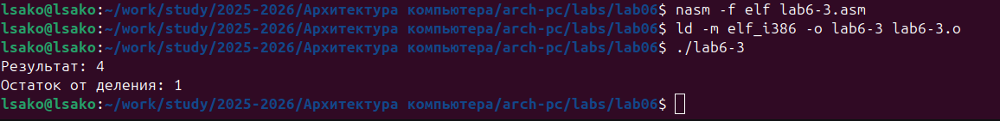 lsako@lsako:~/work/study/2025-2026/Архитектура компьютера/arch-pc/labs/lab06$ nasm -f elf lab6-3.asm
lsako@lsako:~/work/study/2025-2026/Архитектура компьютера/arch-pc/labs/lab06$ ld -m elf_i386 -o lab6-3 lab6-3.o
lsako@lsako:~/work/study/2025-2026/Архитектура компьютера/arch-pc/labs/lab06$ ./lab6-3
Результат: 4
Остаток от деления: 1
lsako@lsako:~/work/study/2025-2026/Архитектура компьютера/arch-pc/labs/lab06$